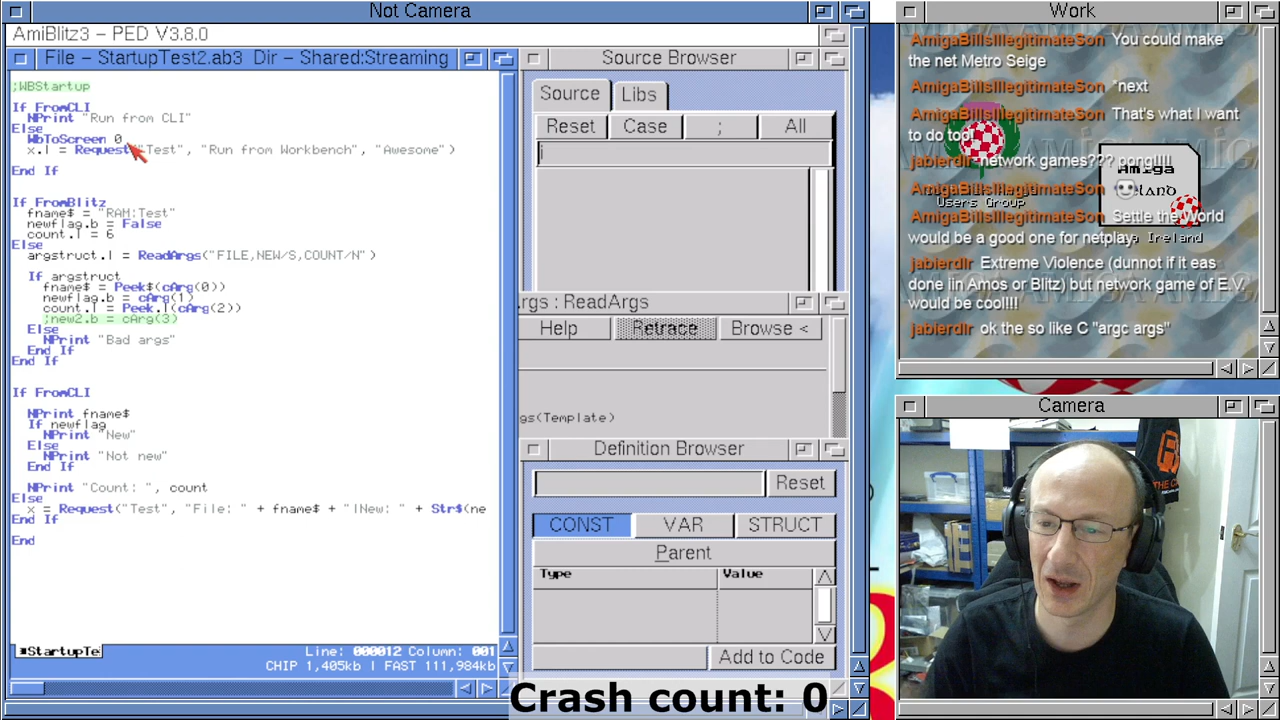 Not Camera
AmiBlitz3 – PED V3.8.0
File – StartupTest2.ab3 Dir – Shared:Streaming
;WBStartup
If FromCLI
NPrint "Run from CLI"
Else
WbToScreen 0
x.l = Request "Test", "Run from Workbench", "Awesome")
End If
If FromBlitz
fname$ = "RAM:Test"
newflag.b = False
count.l = 6
Else
argstruct.l = ReadArgs("FILE,NEW/S,COUNT/N")
If argstruct
fname$ = Peek$(cArg(0))
newflag.b = cArg(1)
count.l = Peek.l(cArg(2))
;new2.b = cArg(3)
Else
NPrint "Bad args"
End If
End If
If FromCLI
NPrint fname$
If newflag
NPrint "New"
Else
NPrint "Not new"
End If
NPrint "Count: ", count
Else
x = Request("Test", "File: " + fname$ + "|New: " + Str$(ne
End If
End
StartupTe
Line: 000012 Column: 001
CHIP 1,405kb | FAST 111,984kb
Source Browser
Source
Libs
Reset
Case
;
All
rgs : ReadArgs
Help
Retrace
Browse <
gs(Template)
Definition Browser
Reset
CONST
VAR
STRUCT
Parent
Type
Value
Add to Code
Crash count: 0
Work
AmigaBillsIllegitimateSon You could make
the net Metro Seige
AmigaBillsIllegitimateSon *next
AmigaBillsIllegitimateSon That's what I want
to do too!
jabierdlr network games??? pong!!!!
AmigaBillsIllegitimateSon
AmigaBillsIllegitimateSon Settle the World
would be a good one for netplay.
jabierdlr Extreme Violence (dunnot if it eas
done iin Amos or Blitz) but network game of E.V.
would be cool!!!!
jabierdlr ok the so like C "argc args"
Amiga
Users Group
Ireland
Camera